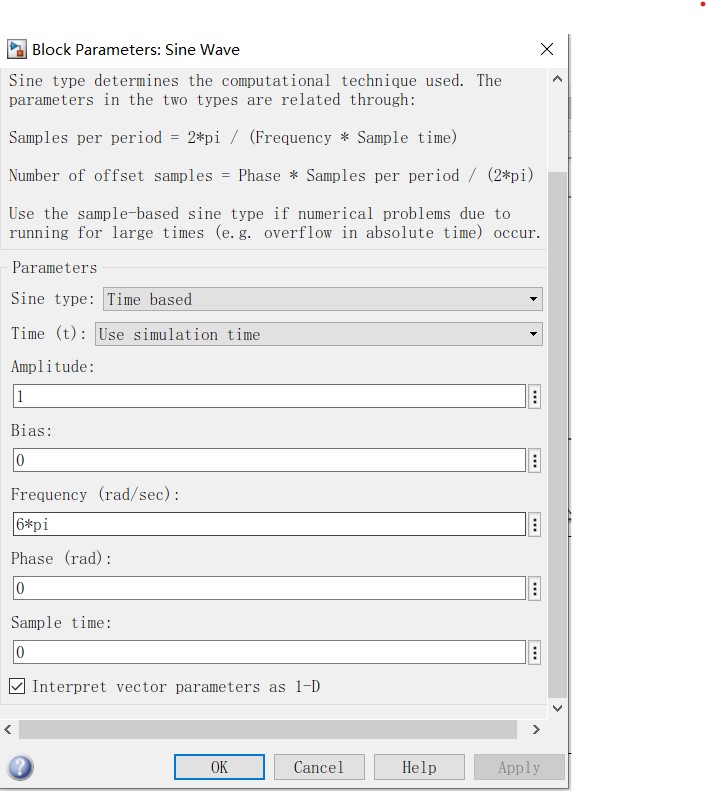 Block Parameters: Sine Wave
Sine type determines the computational technique used. The
parameters in the two types are related through:
Samples per period = 2*pi / (Frequency * Sample time)
Number of offset samples = Phase * Samples per period / (2*pi)
Use the sample-based sine type if numerical problems due to
running for large times (e.g. overflow in absolute time) occur.
Parameters
Sine type: Time based
Time (t): Use simulation time
Amplitude:
1
Bias:
0
Frequency (rad/sec):
6*pi
Phase (rad):
0
Sample time:
0
Interpret vector parameters as 1-D
OK Cancel Help Apply